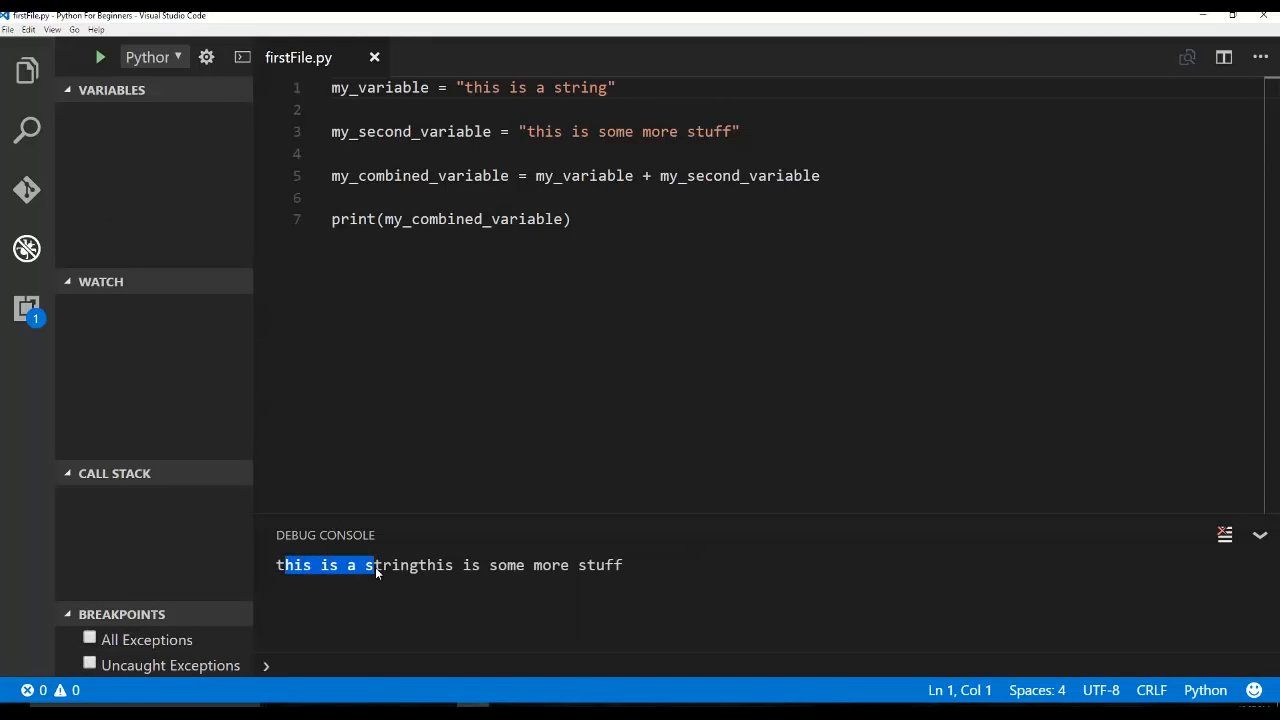 firstFile.py - Python For Beginners - Visual Studio Code
File Edit View Go Help
Python
firstFile.py
VARIABLES
WATCH
CALL STACK
BREAKPOINTS
All Exceptions
Uncaught Exceptions
1 my_variable = "this is a string"
2
3 my_second_variable = "this is some more stuff"
4
5 my_combined_variable = my_variable + my_second_variable
6
7 print(my_combined_variable)
DEBUG CONSOLE
this is a stringthis is some more stuff
1
0 0
Ln 1, Col 1 Spaces: 4 UTF-8 CRLF Python